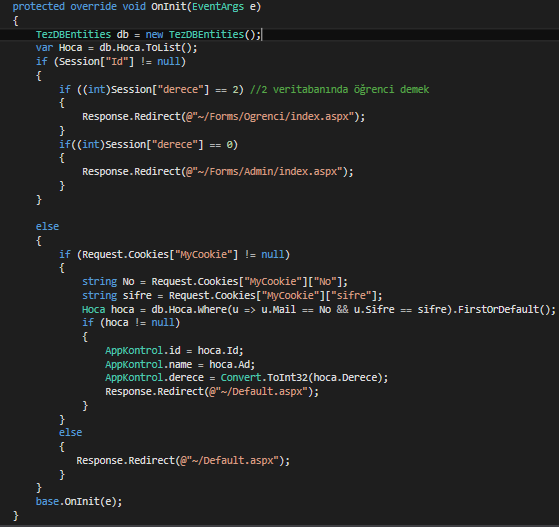 protected override void OnInit(EventArgs e)
{
TezDBEntities db = new TezDBEntities();
var Hoca = db.Hoca.ToList();
if (Session["Id"] != null)
{
if ((int)Session["derece"] == 2) //2 veritabanında öğrenci demek
{
Response.Redirect(@"~/Forms/Ogrenci/index.aspx");
}
if((int)Session["derece"] == 0)
{
Response.Redirect(@"~/Forms/Admin/index.aspx");
}
}
else
{
if (Request.Cookies["MyCookie"] != null)
{
string No = Request.Cookies["MyCookie"]["No"];
string sifre = Request.Cookies["MyCookie"]["sifre"];
Hoca hoca = db.Hoca.Where(u => u.Mail == No && u.Sifre == sifre).FirstOrDefault();
if (hoca != null)
{
AppKontrol.id = hoca.Id;
AppKontrol.name = hoca.Ad;
AppKontrol.derece = Convert.ToInt32(hoca.Derece);
Response.Redirect(@"~/Default.aspx");
}
}
else
{
Response.Redirect(@"~/Default.aspx");
}
}
base.OnInit(e);
}